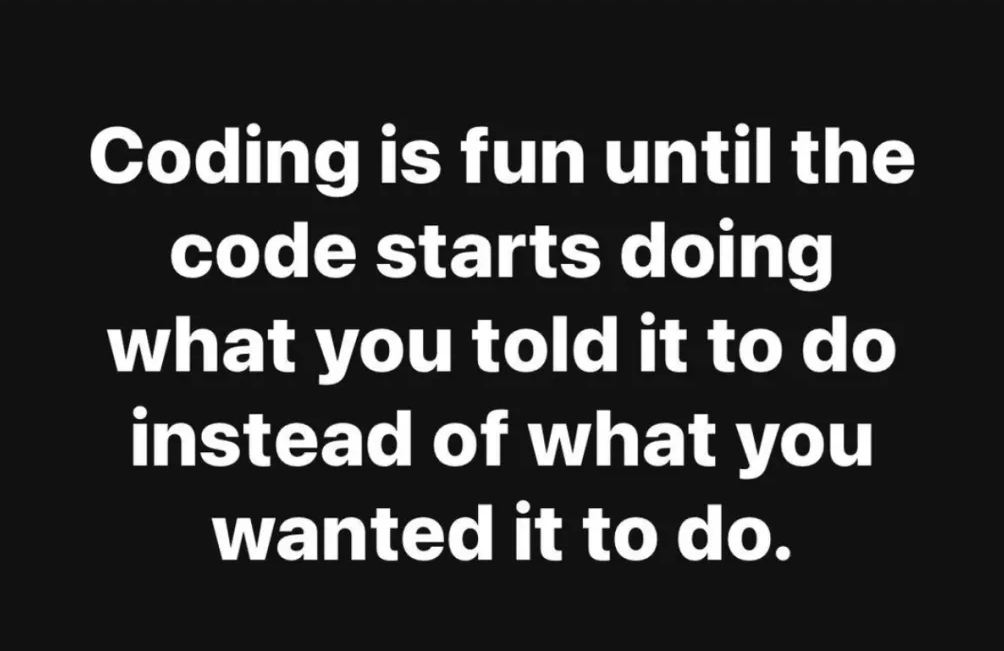 Coding is fun until the
code starts doing
what you told it to do
instead of what you
wanted it to do.